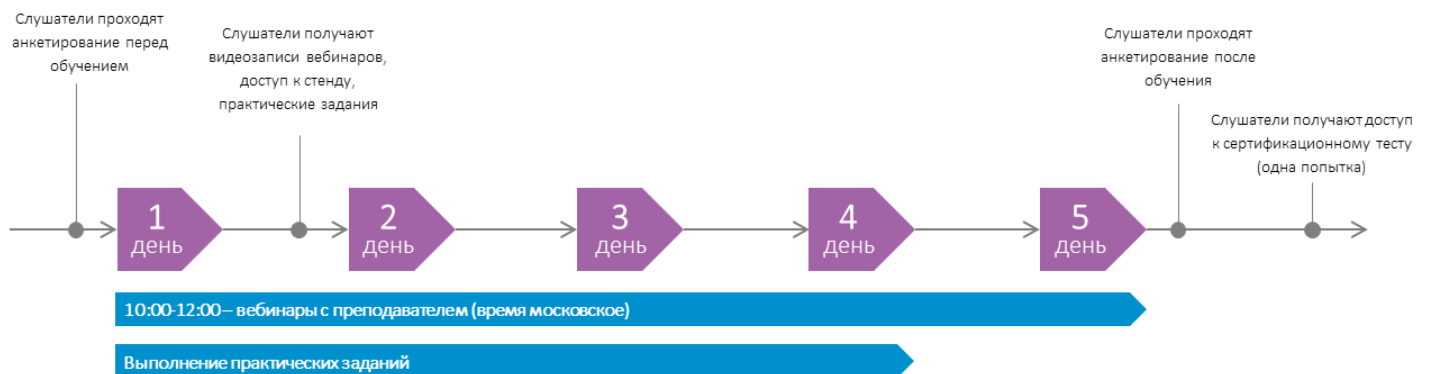 Слушатели проходят
анкетирование перед
обучением
Слушатели получают
видеозаписи вебинаров,
доступ к стенду,
практические задания
Слушатели проходят
анкетирование после
обучения
Слушатели получают доступ
к сертификационному тесту
(одна попытка)
1
день
2
день
3
день
4
день
5
день
10:00-12:00 – вебинары с преподавателем (время московское)
Выполнение практических заданий